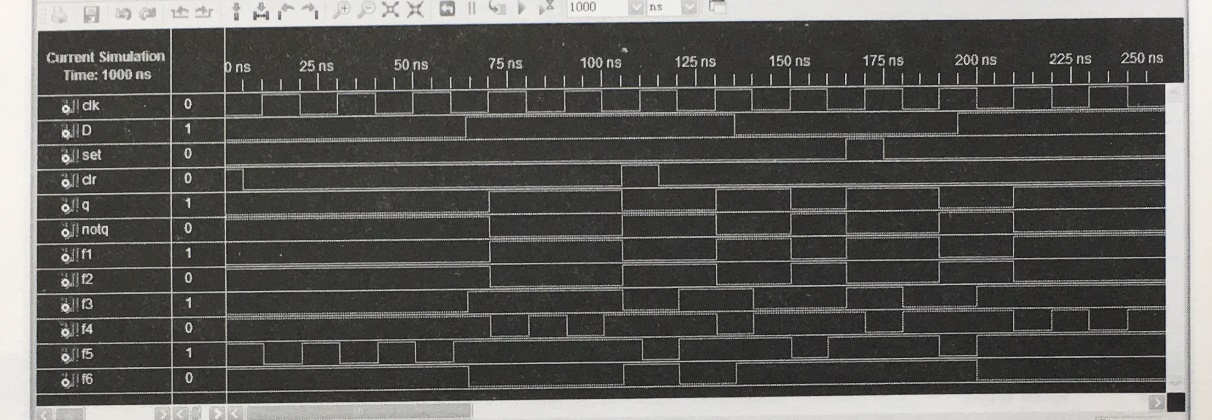 1000 ns
Current Simulation
Time: 1000 ns
0 ns 25 ns 50 ns 75 ns 100 ns 125 ns 150 ns 175 ns 200 ns 225 ns 250 ns
clk 0
D 1
set 0
clr 0
q 1
notq 0
f1 1
f2 0
f3 1
f4 0
f5 1
f6 0